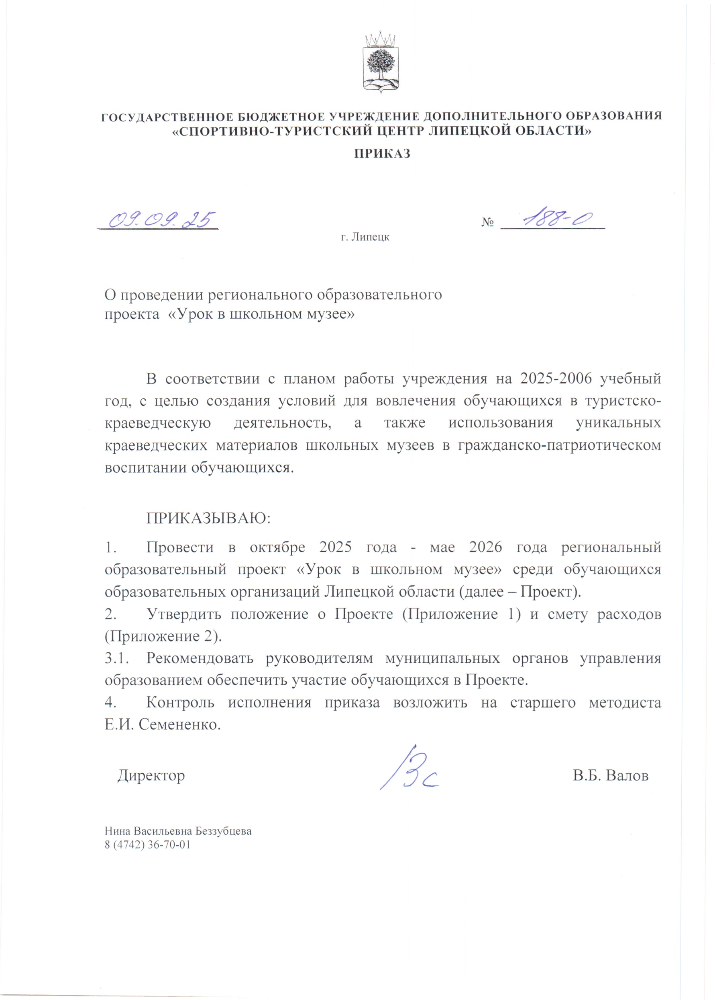 ГОСУДАРСТВЕННОЕ БЮДЖЕТНОЕ УЧРЕЖДЕНИЕ ДОПОЛНИТЕЛЬНОГО ОБРАЗОВАНИЯ
«СПОРТИВНО-ТУРИСТСКИЙ ЦЕНТР ЛИПЕЦКОЙ ОБЛАСТИ»
ПРИКАЗ
09.09.25 № 188-О
г. Липецк
О проведении регионального образовательного
проекта «Урок в школьном музее»
В соответствии с планом работы учреждения на 2025-2006 учебный
год, с целью создания условий для вовлечения обучающихся в туристско-
краеведческую деятельность, а также использования уникальных
краеведческих материалов школьных музеев в гражданско-патриотическом
воспитании обучающихся.
ПРИКАЗЫВАЮ:
1. Провести в октябре 2025 года - мае 2026 года региональный
образовательный проект «Урок в школьном музее» среди обучающихся
образовательных организаций Липецкой области (далее – Проект).
2. Утвердить положение о Проекте (Приложение 1) и смету расходов
(Приложение 2).
3.1. Рекомендовать руководителям муниципальных органов управления
образованием обеспечить участие обучающихся в Проекте.
4. Контроль исполнения приказа возложить на старшего методиста
Е.И. Семененко.
Директор В.Б. Валов
Нина Васильевна Беззубцева
8 (4742) 36-70-01